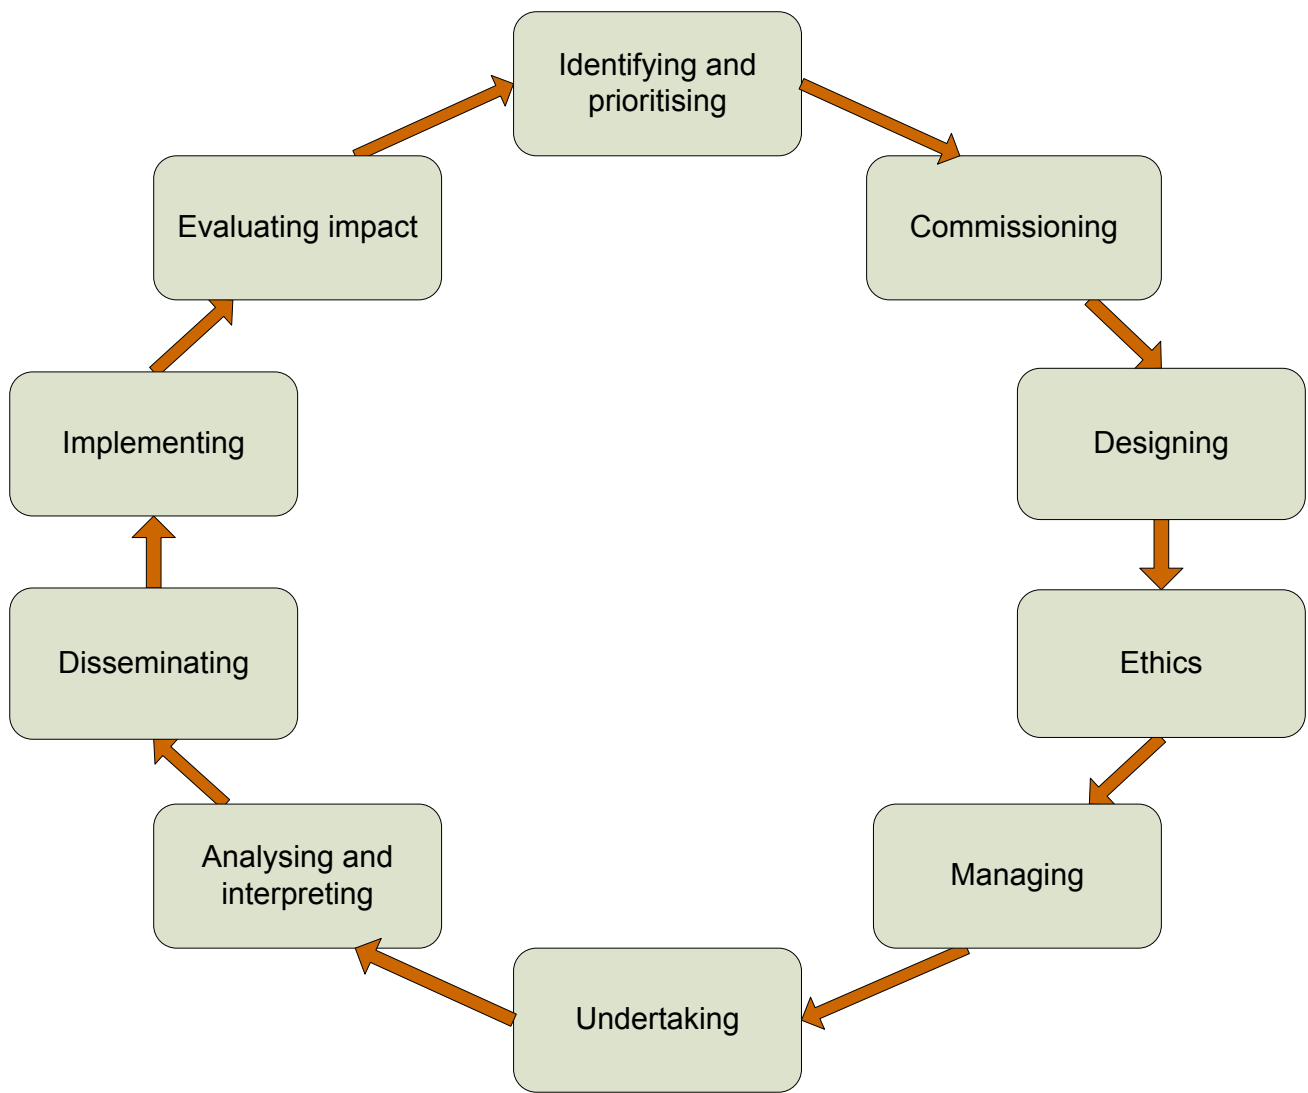 Identifying and
prioritising
Commissioning
Designing
Ethics
Managing
Undertaking
Analysing and
interpreting
Disseminating
Implementing
Evaluating impact